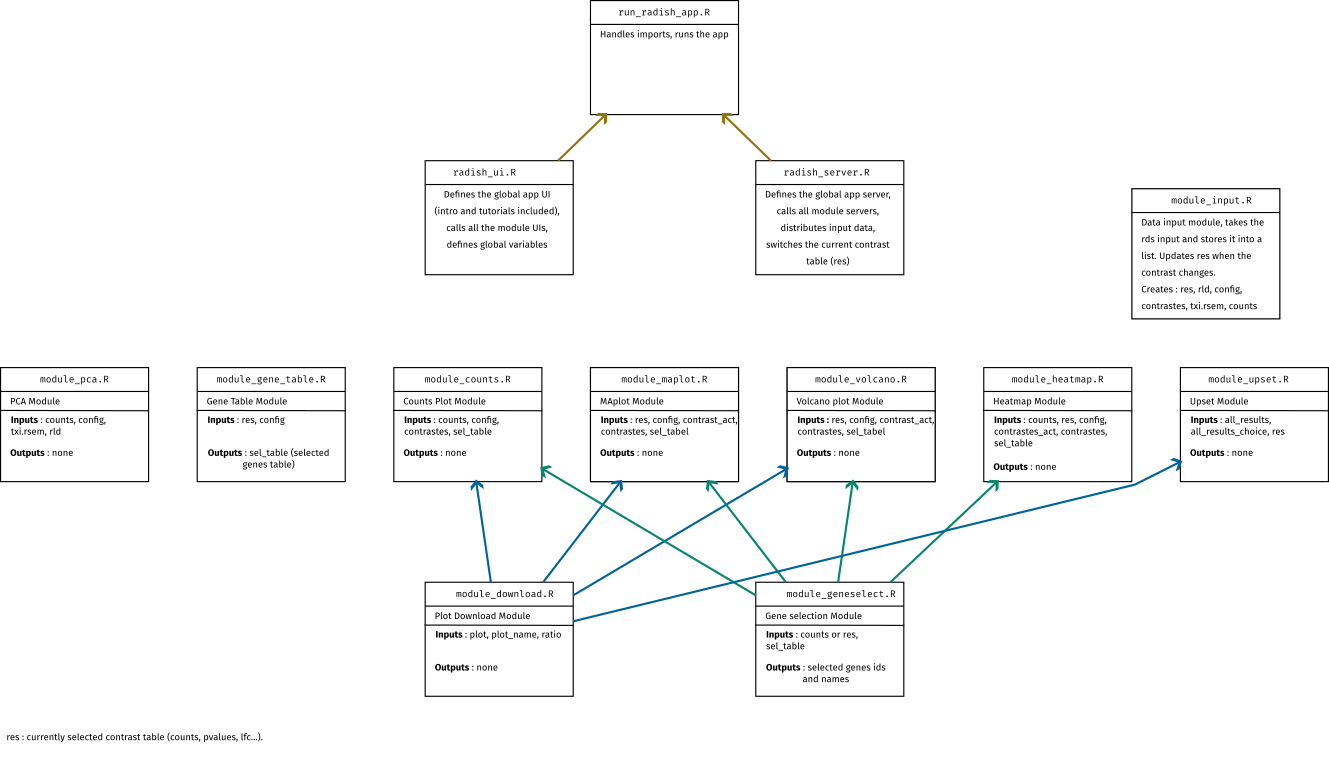 run_radish_app.R
Handles imports, runs the app
radish_ui.R
Defines the global app UI
(intro and tutorials included),
calls all the module UIs,
defines global variables
radish_server.R
Defines the global app server,
calls all module servers,
distributes input data,
switches the current contrast
table (res)
module_input.R
Data input module, takes the
rds input and stores it into a
list. Updates res when the
contrast changes.
Creates : res, rld, config,
contrastes, txi.rsem, counts
module_pca.R
PCA Module
Inputs : counts, config,
txi.rsem, rld
Outputs : none
module_gene_table.R
Gene Table Module
Inputs : res, config
Outputs : sel_table (selected
genes table)
module_counts.R
Counts Plot Module
Inputs : counts, config,
contrastes, sel_table
Outputs : none
module_maplot.R
MAplot Module
Inputs : res, config, contrast_act,
contrastes, sel_tabel
Outputs : none
module_volcano.R
Volcano plot Module
Inputs : res, config, contrast_act,
contrastes, sel_tabel
Outputs : none
module_heatmap.R
Heatmap Module
Inputs : counts, res, config,
contrastes_act, contrastes,
sel_table
Outputs : none
module_upset.R
Upset Module
Inputs : all_results,
all_results_choice, res
Outputs : none
module_download.R
Plot Download Module
Inputs : plot, plot_name, ratio
Outputs : none
module_geneselect.R
Gene selection Module
Inputs : counts or res,
sel_table
Outputs : selected genes ids
and names
res : currently selected contrast table (counts, pvalues, lfc...).